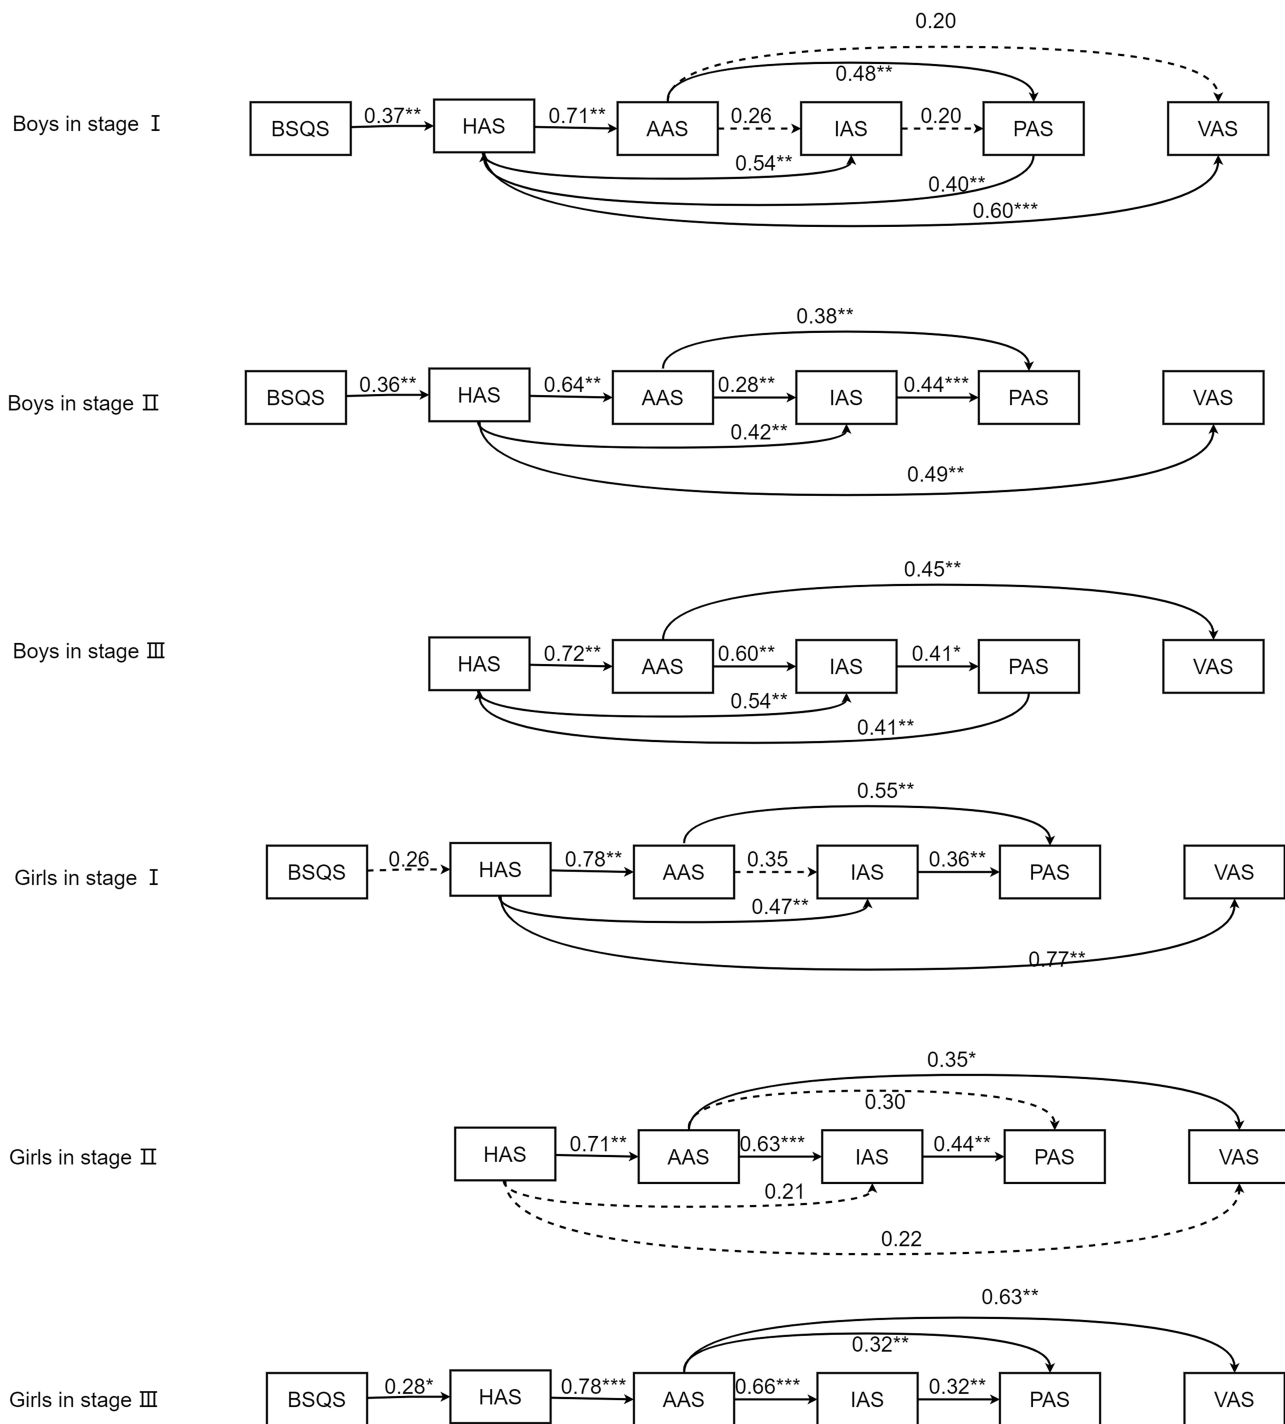 0.20
0.48**
Boys in stage Ⅰ
BSQS 0.37** HAS 0.71** AAS 0.26 IAS 0.20 PAS VAS
0.54**
0.40**
0.60***
0.38**
Boys in stage Ⅱ
BSQS 0.36** HAS 0.64** AAS 0.28** IAS 0.44*** PAS VAS
0.42**
0.49**
0.45**
Boys in stage Ⅲ
HAS 0.72** AAS 0.60** IAS 0.41* PAS VAS
0.54**
0.41**
0.55**
Girls in stage Ⅰ
BSQS 0.26 HAS 0.78** AAS 0.35 IAS 0.36** PAS VAS
0.47**
0.77**
0.35*
0.30
Girls in stage Ⅱ
HAS 0.71** AAS 0.63*** IAS 0.44** PAS VAS
0.21
0.22
0.63**
0.32**
Girls in stage Ⅲ
BSQS 0.28* HAS 0.78*** AAS 0.66*** IAS 0.32** PAS VAS